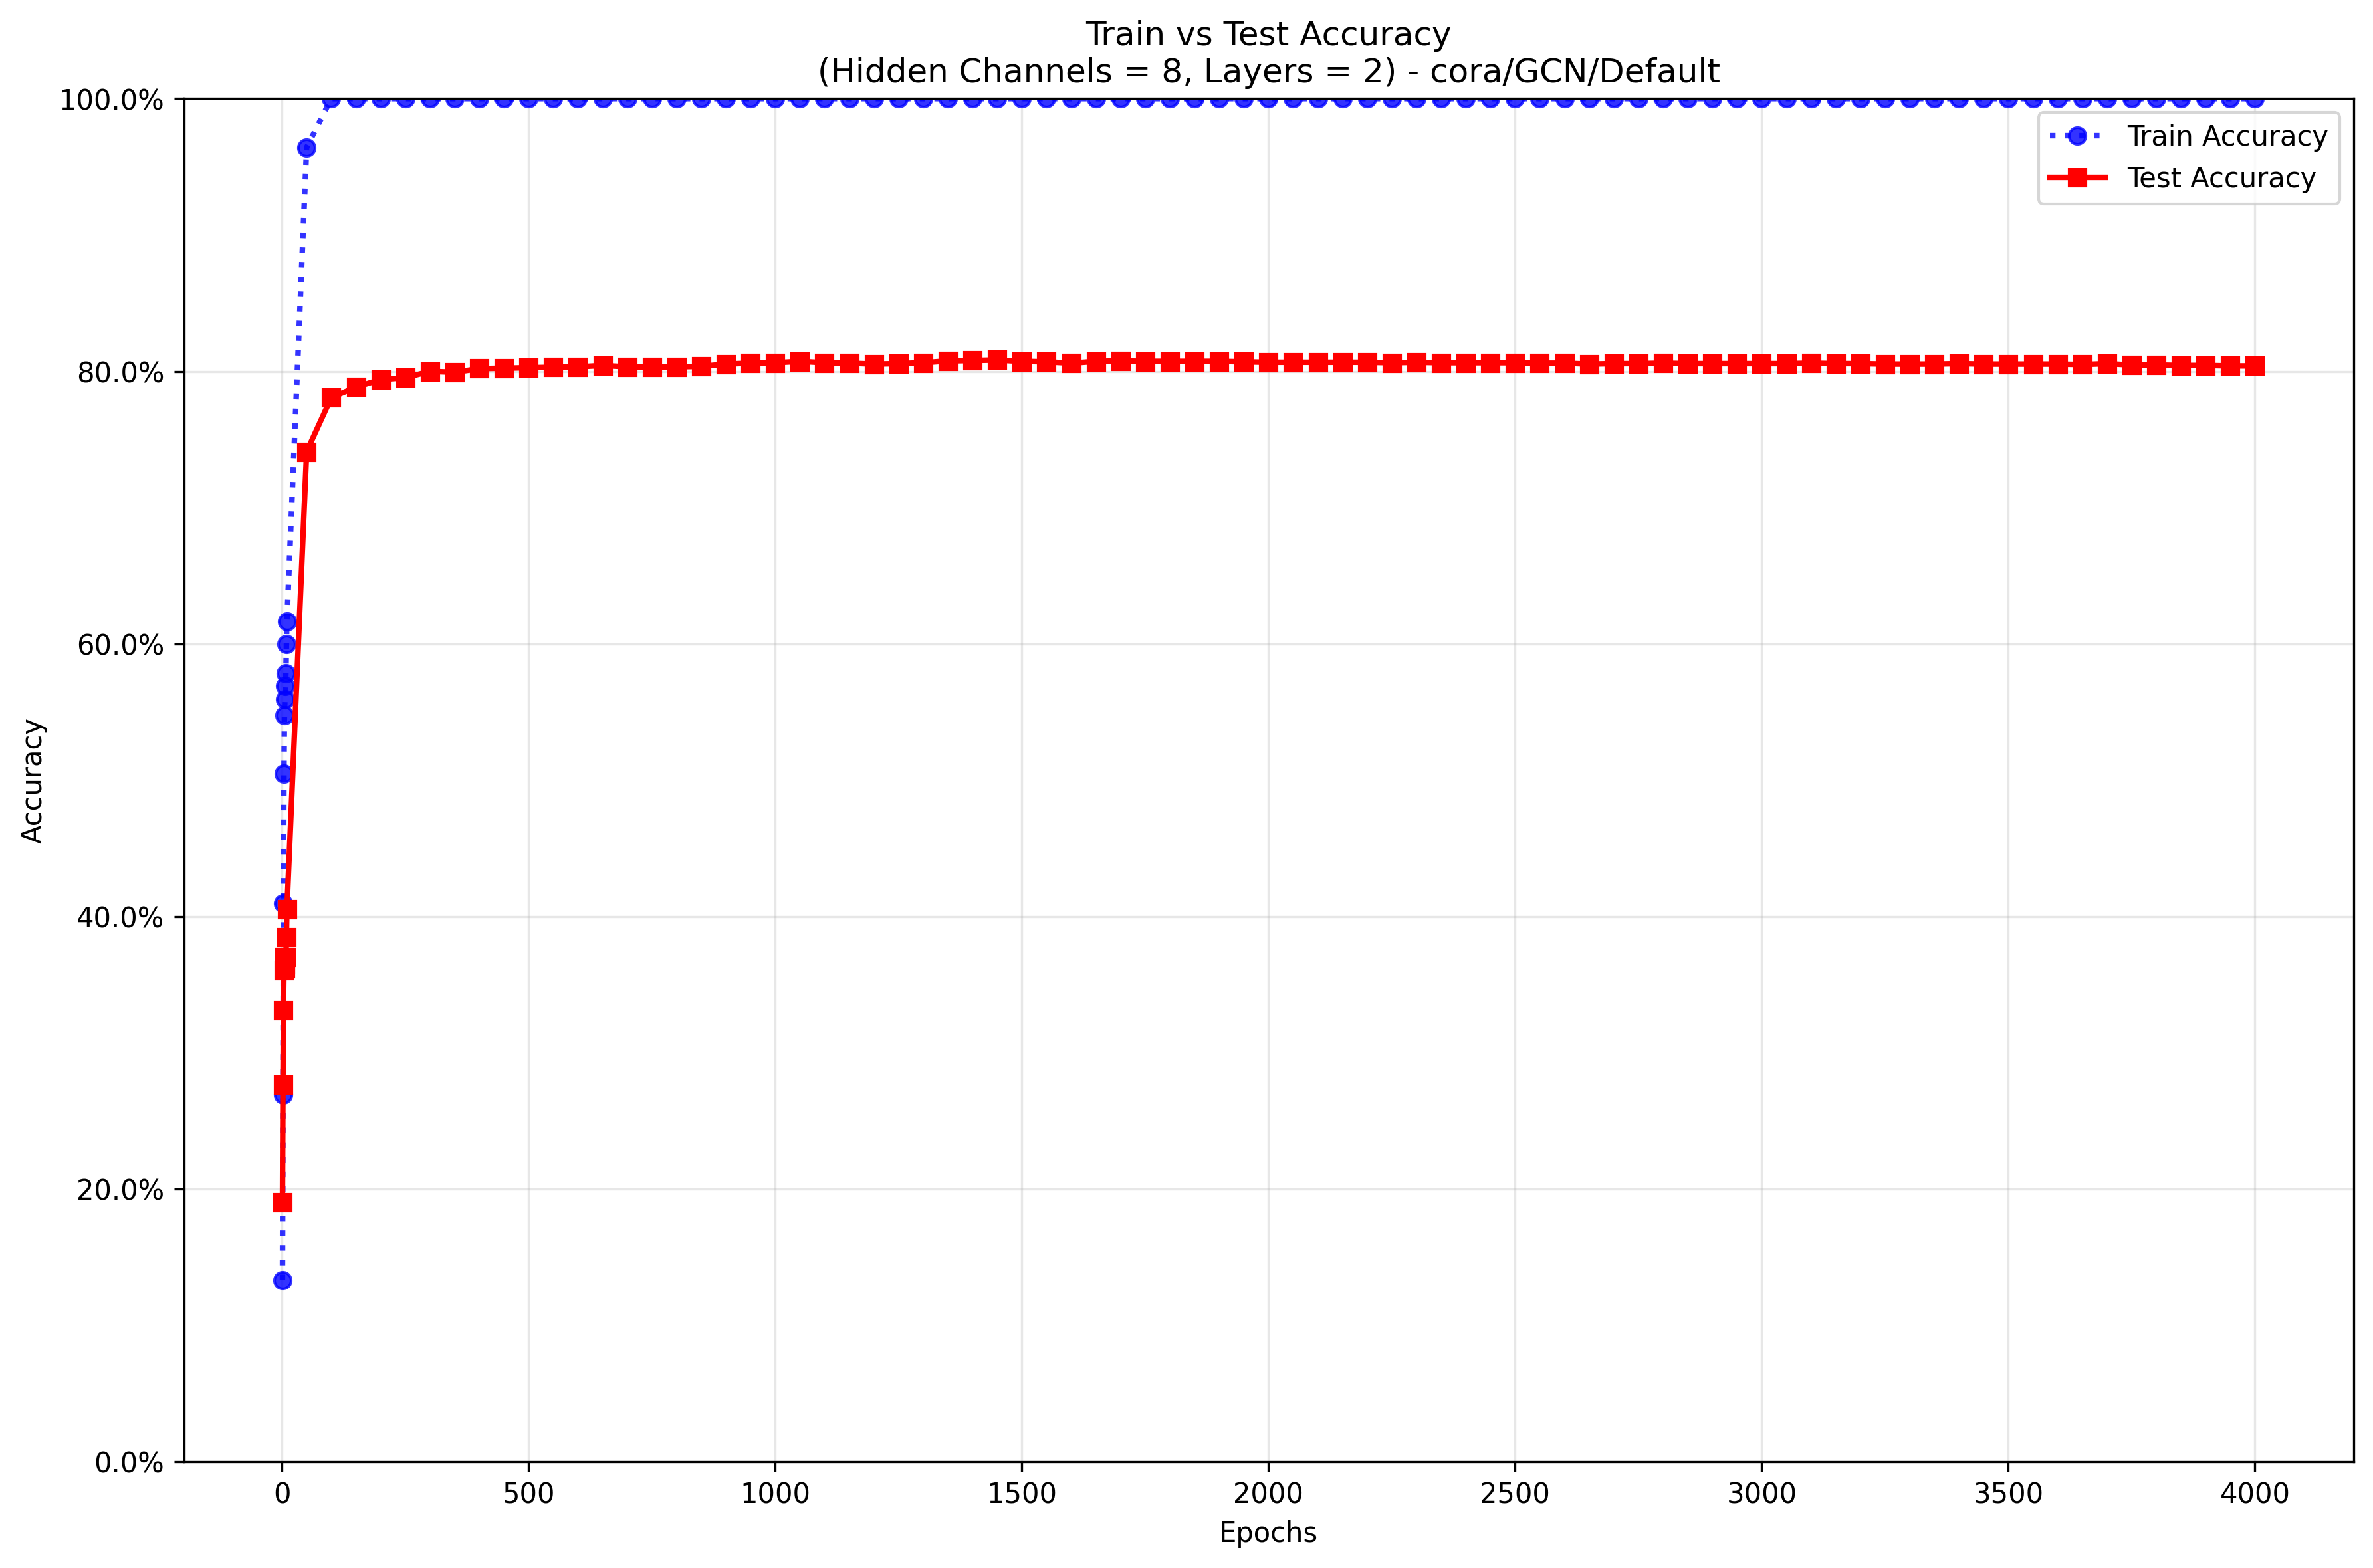 Train vs Test Accuracy
(Hidden Channels = 8, Layers = 2) - cora/GCN/Default
100.0%
80.0%
60.0%
40.0%
20.0%
0.0%
Accuracy
Train Accuracy
Test Accuracy
0 500 1000 1500 2000 2500 3000 3500 4000
Epochs